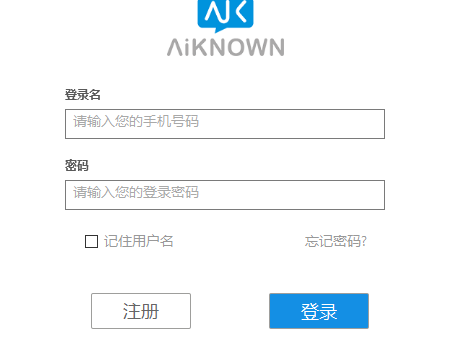 AJK
AiKNOWN
登录名
请输入您的手机号码
密码
请输入您的登录密码
记住用户名 忘记密码?
注册 登录